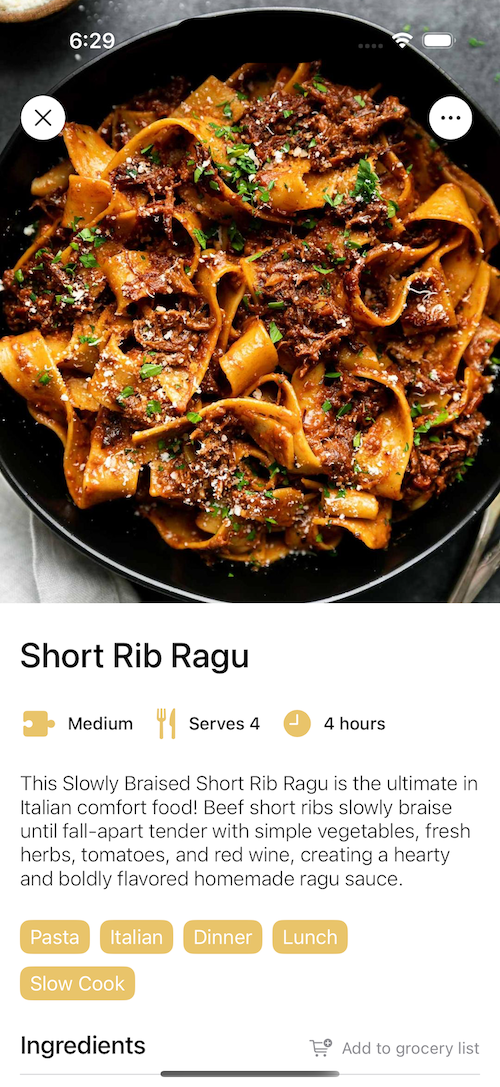 6:29
Short Rib Ragu
Medium
Serves 4
4 hours
This Slowly Braised Short Rib Ragu is the ultimate in
Italian comfort food! Beef short ribs slowly braise
until fall-apart tender with simple vegetables, fresh
herbs, tomatoes, and red wine, creating a hearty
and boldly flavored homemade ragu sauce.
Pasta Italian Dinner Lunch
Slow Cook
Ingredients
Add to grocery list